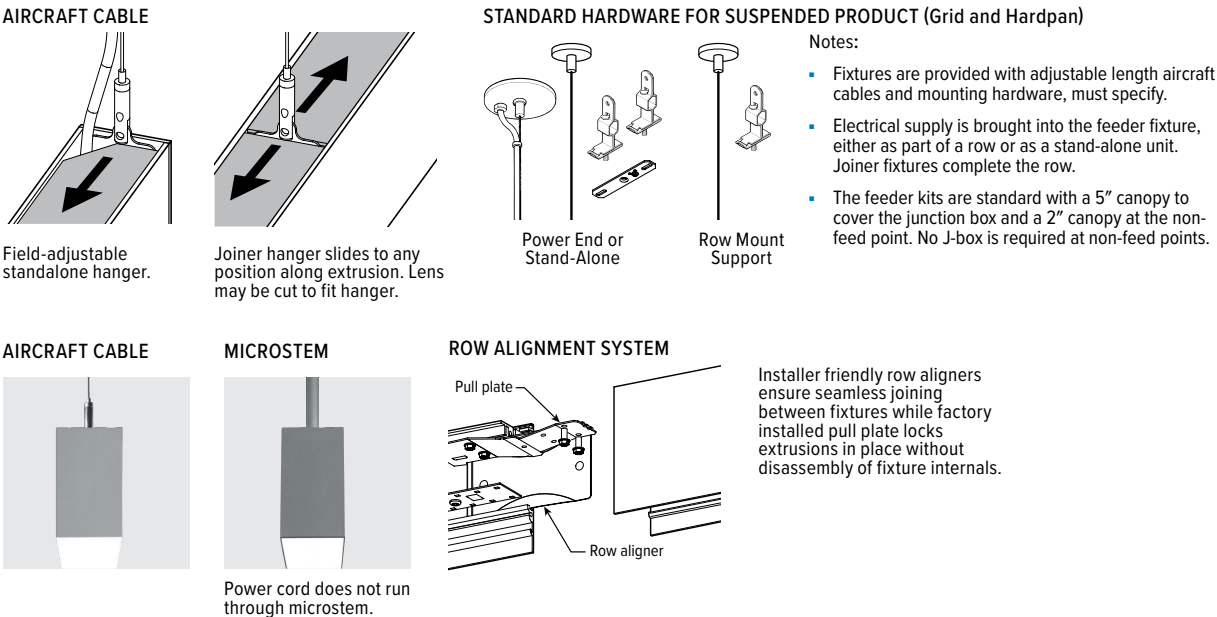 AIRCRAFT CABLE
Field-adjustable
standalone hanger.
Joiner hanger slides to any
position along extrusion. Lens
may be cut to fit hanger.
STANDARD HARDWARE FOR SUSPENDED PRODUCT (Grid and Hardpan)
Power End or
Stand-Alone
Row Mount
Support
Notes:
▪ Fixtures are provided with adjustable length aircraft
cables and mounting hardware, must specify.
▪ Electrical supply is brought into the feeder fixture,
either as part of a row or as a stand-alone unit.
Joiner fixtures complete the row.
▪ The feeder kits are standard with a 5″ canopy to
cover the junction box and a 2″ canopy at the non-
feed point. No J-box is required at non-feed points.
AIRCRAFT CABLE
MICROSTEM
Power cord does not run
through microstem.
ROW ALIGNMENT SYSTEM
Pull plate
Row aligner
Installer friendly row aligners
ensure seamless joining
between fixtures while factory
installed pull plate locks
extrusions in place without
disassembly of fixture internals.